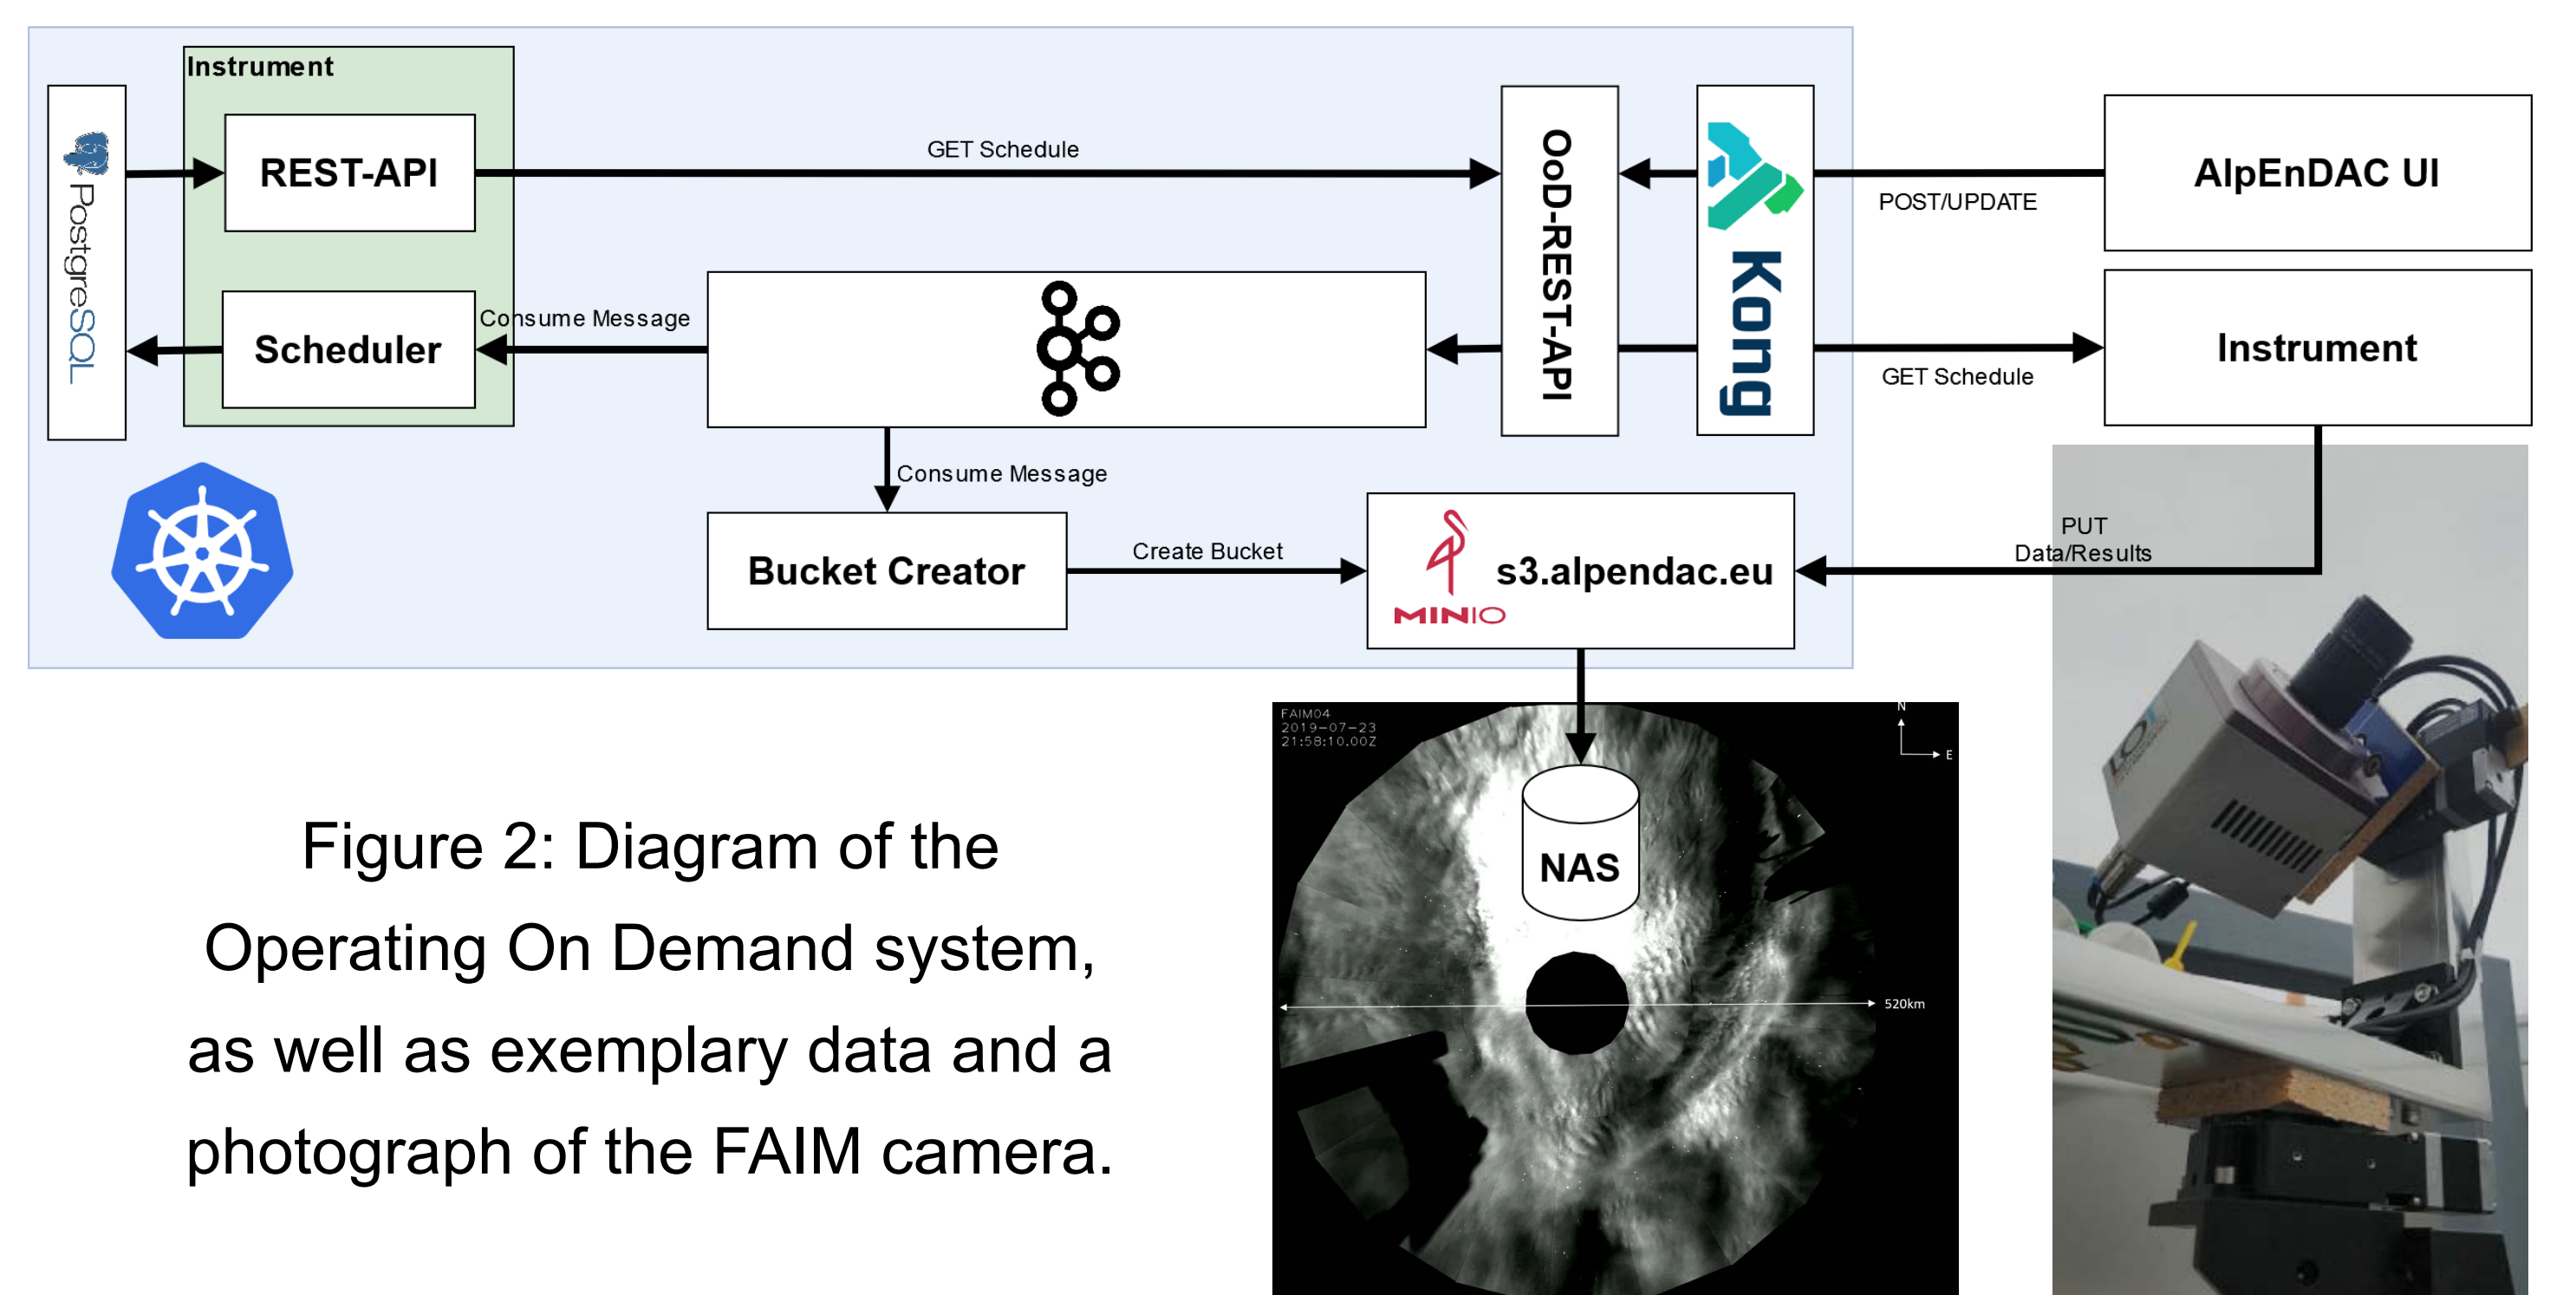 Instrument
PostgreSQL
REST-API
GET Schedule
OoD-REST-API
Kong
POST/UPDATE
AlpEnDAC UI
Scheduler
Consume Message
GET Schedule
Instrument
Consume Message
Bucket Creator
Create Bucket
MINIO
s3.alpendac.eu
PUT
Data/Results
FAIM04
2019-07-23
21:58:10.00Z
N
E
NAS
520km
Figure 2: Diagram of the
Operating On Demand system,
as well as exemplary data and a
photograph of the FAIM camera.